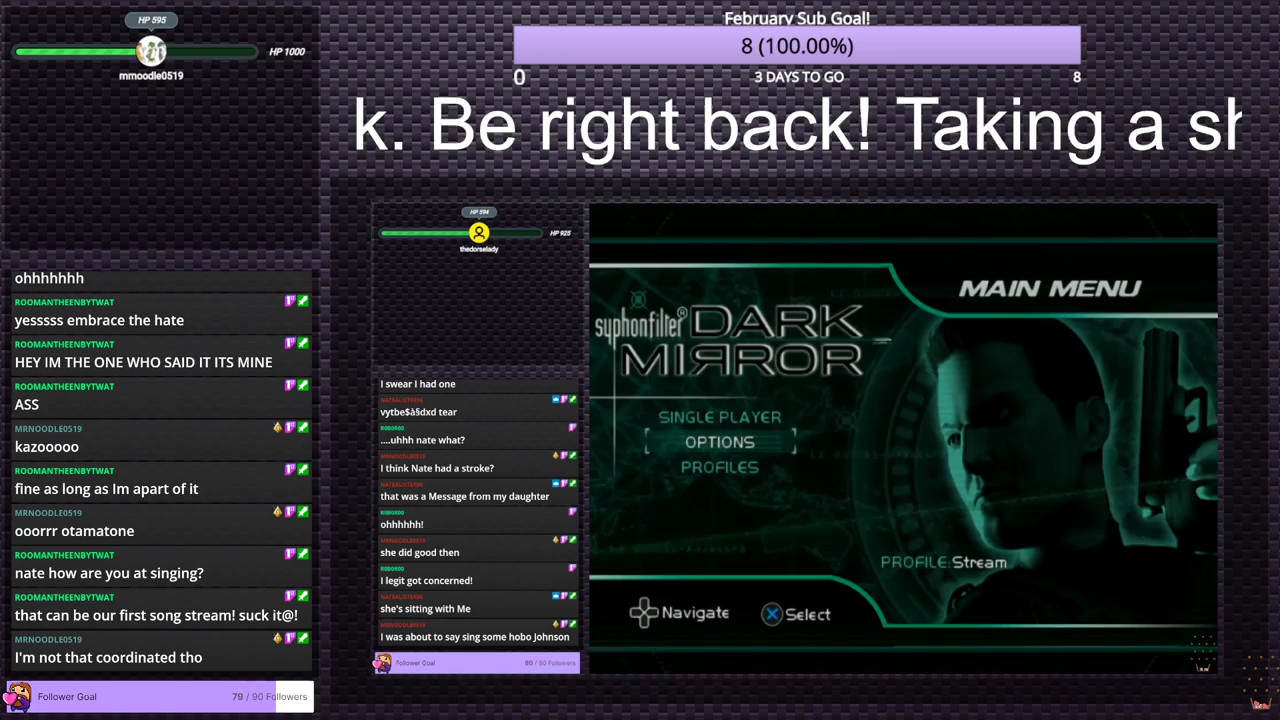 HP 595
HP 1000
mrnoodle0519
February Sub Goal!
8 (100.00%)
0
3 DAYS TO GO
8
k. Be right back! Taking a sh
ohhhhhhh
ROOMANTHEENBYTWAT
yesssss embrace the hate
ROOMANTHEENBYTWAT
HEY IM THE ONE WHO SAID IT ITS MINE
ROOMANTHEENBYTWAT
ASS
MRNOODLE0519
kazooooo
ROOMANTHEENBYTWAT
fine as long as Im apart of it
MRNOODLE0519
ooorrr otamatone
ROOMANTHEENBYTWAT
nate how are you at singing?
ROOMANTHEENBYTWAT
that can be our first song stream! suck it@!
MRNOODLE0519
I'm not that coordinated tho
Follower Goal
79 / 90 Followers
HP 594
HP 925
thedorselady
I swear I had one
vytbe$à§dxd tear
....uhhh nate what?
MRNOODLE0519
I think Nate had a stroke?
that was a Message from my daughter
ohhhhhh!
MRNOODLE0519
she did good then
I legit got concerned!
she's sitting with Me
MRNOODLE0519
I was about to say sing some hobo Johnson
Follower Goal
80 / 90 Followers
MAIN MENU
syphonfilter® DARK
MIRROR
SINGLE PLAYER
[ OPTIONS ]
PROFILES
PROFILE:Stream
Navigate
Select